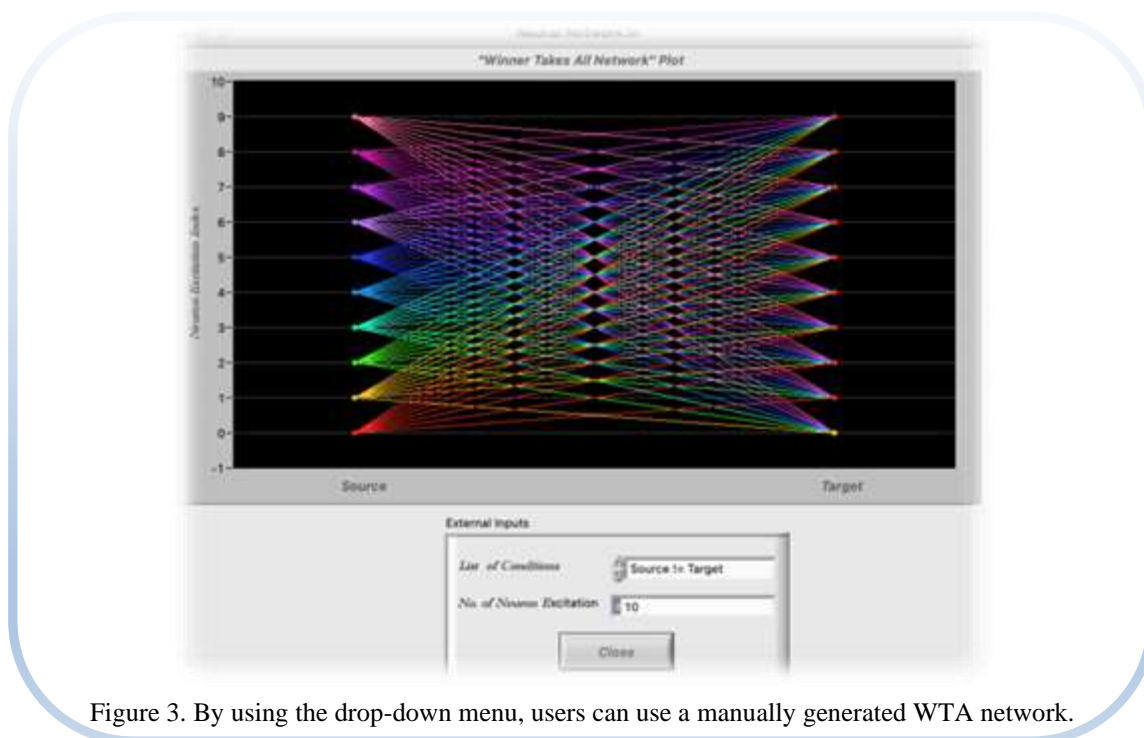 "Winner Takes All Network" Plot
10
9
8
7
6
5
4
3
2
1
0
-1
Neuron Excitation Index
Source
Target
External Inputs
List of Conditions
Source != Target
No. of Neuron Excitation
10
Close
Figure 3. By using the drop-down menu, users can use a manually generated WTA network.